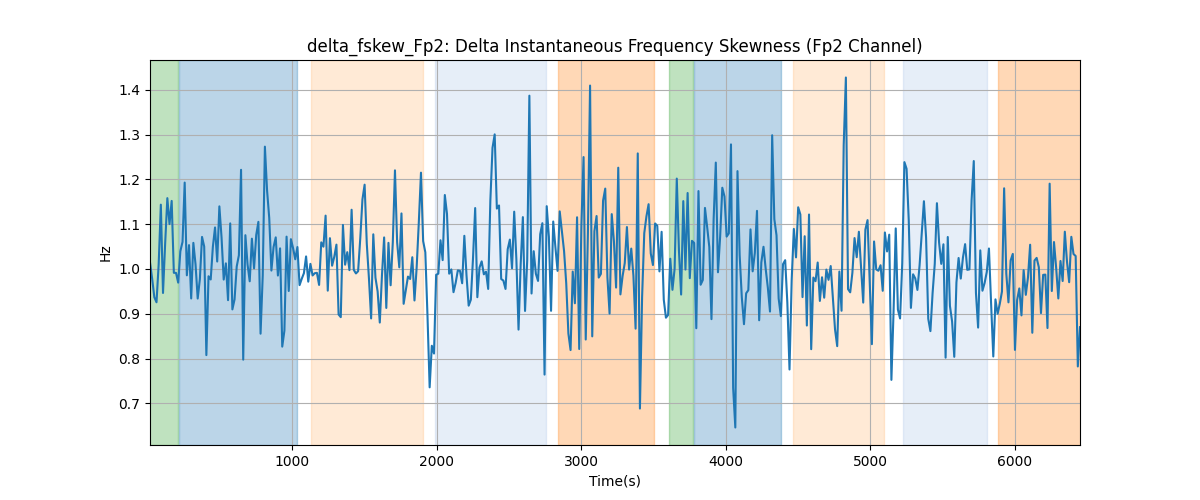 delta_fskew_Fp2: Delta Instantaneous Frequency Skewness (Fp2 Channel)
1.4
1.3
1.2
1.1
1.0
0.9
0.8
0.7
Hz
1000 2000 3000 4000 5000 6000
Time(s)